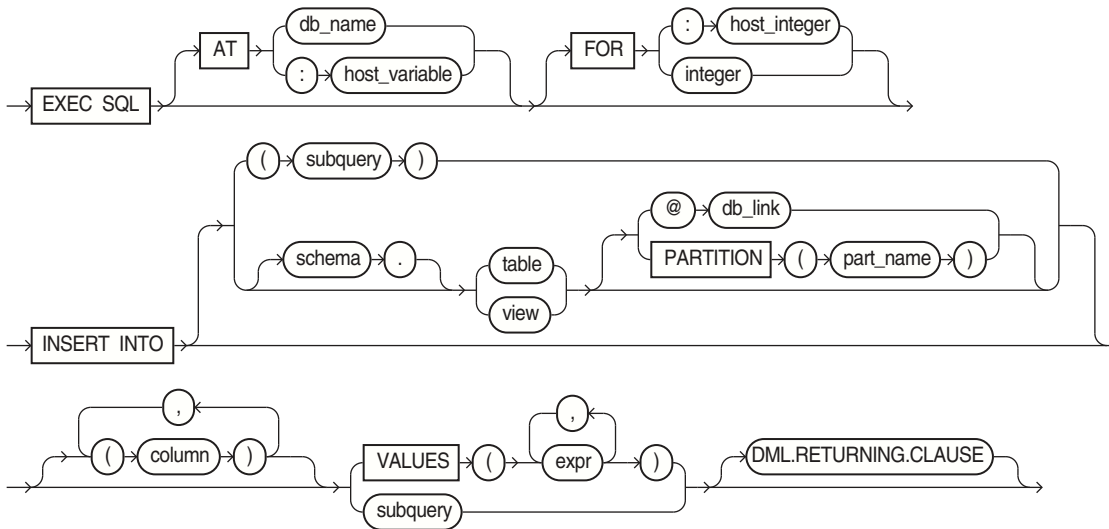 AT db_name FOR : host_integer
: host_variable integer
EXEC SQL
( subquery )
@ db_link
schema . table PARTITION ( part_name )
view
INSERT INTO
, ,
( column ) VALUES ( expr ) DML.RETURNING.CLAUSE
subquery